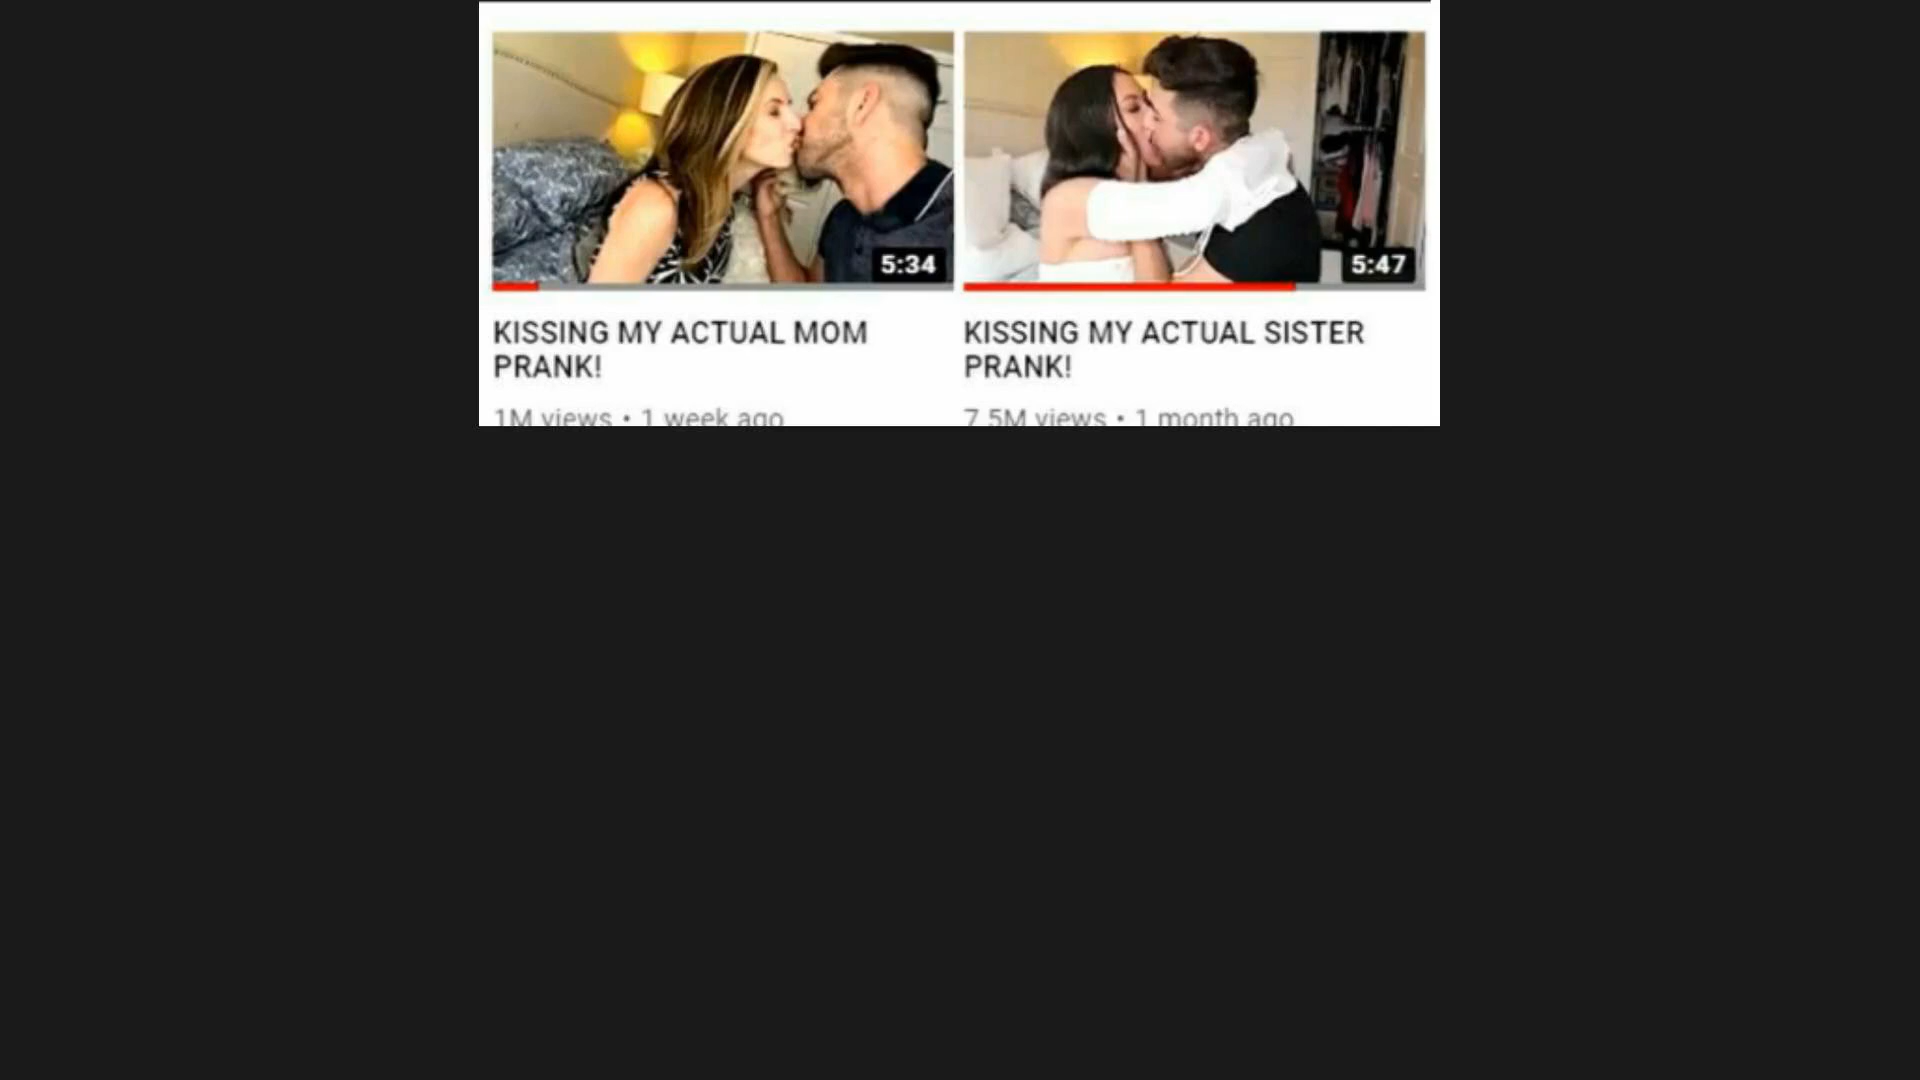 5:34
5:47
KISSING MY ACTUAL MOM
PRANK!
1M views • 1 week ago
KISSING MY ACTUAL SISTER
PRANK!
7.5M views • 1 month ago